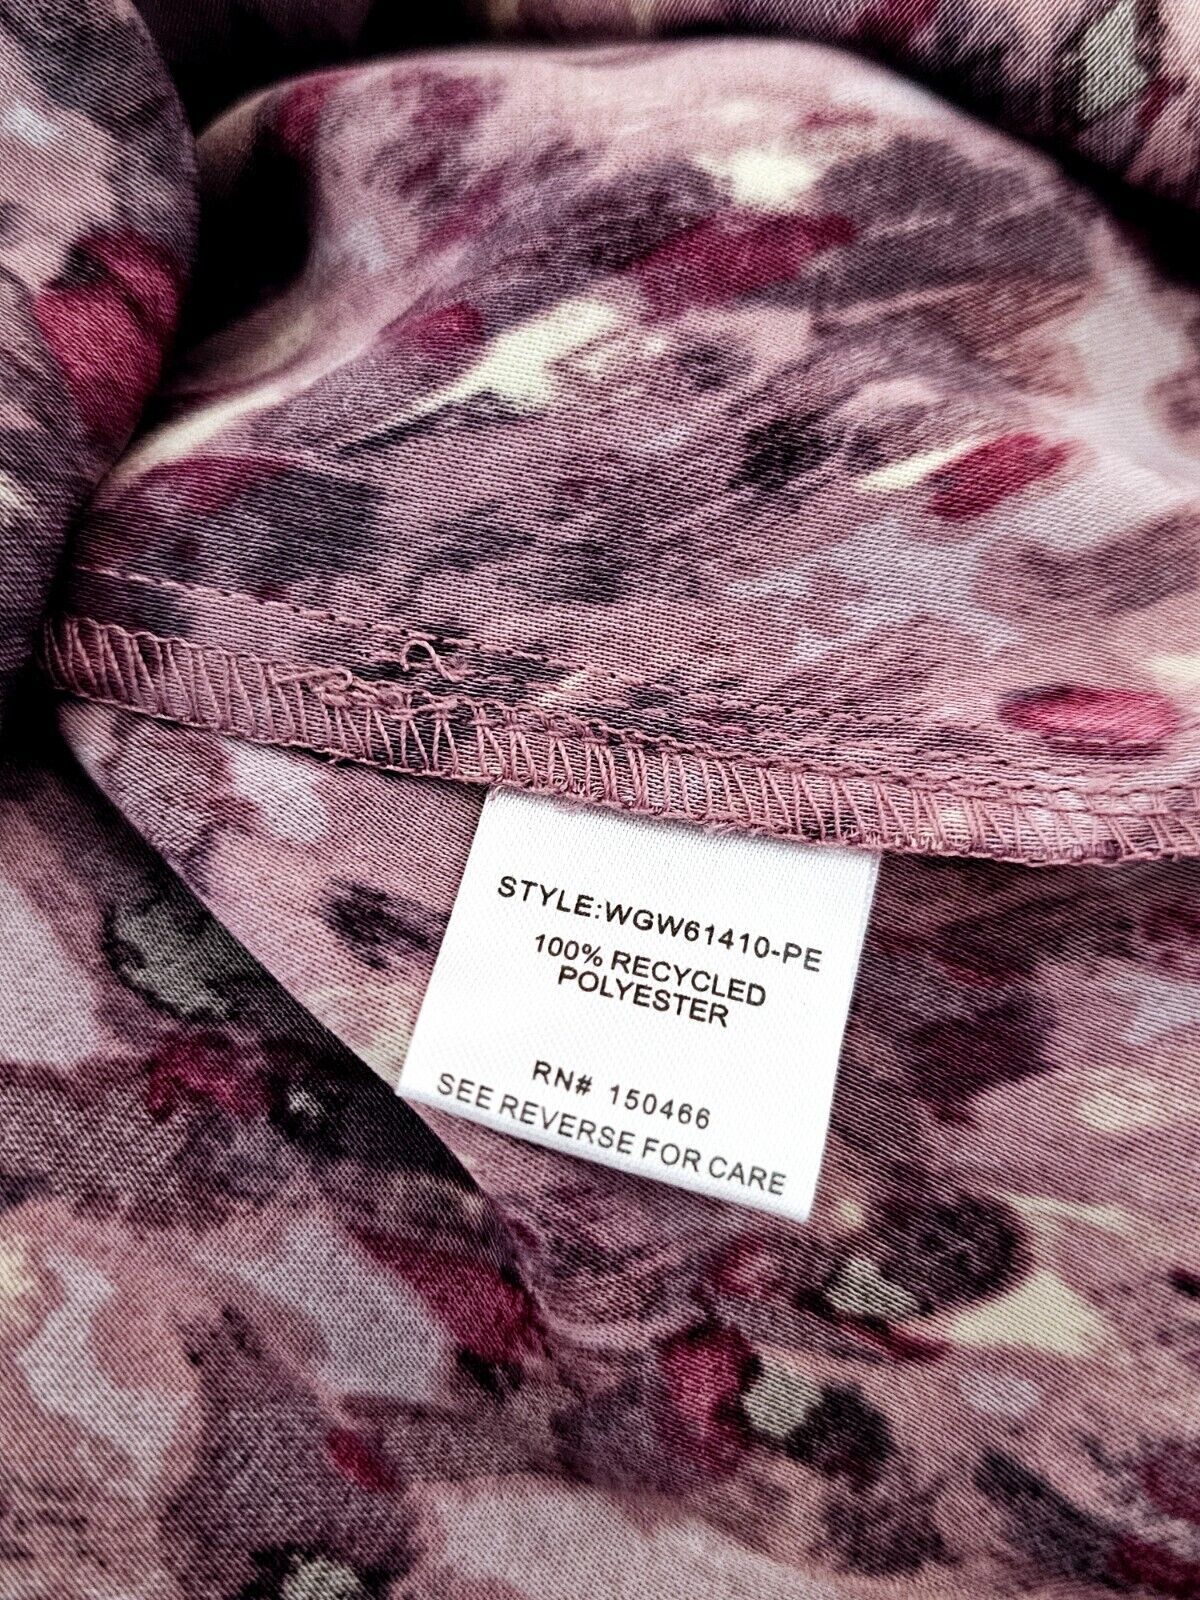 STYLE:WGW61410-PE
100% RECYCLED
POLYESTER
RN# 150466
SEE REVERSE FOR CARE